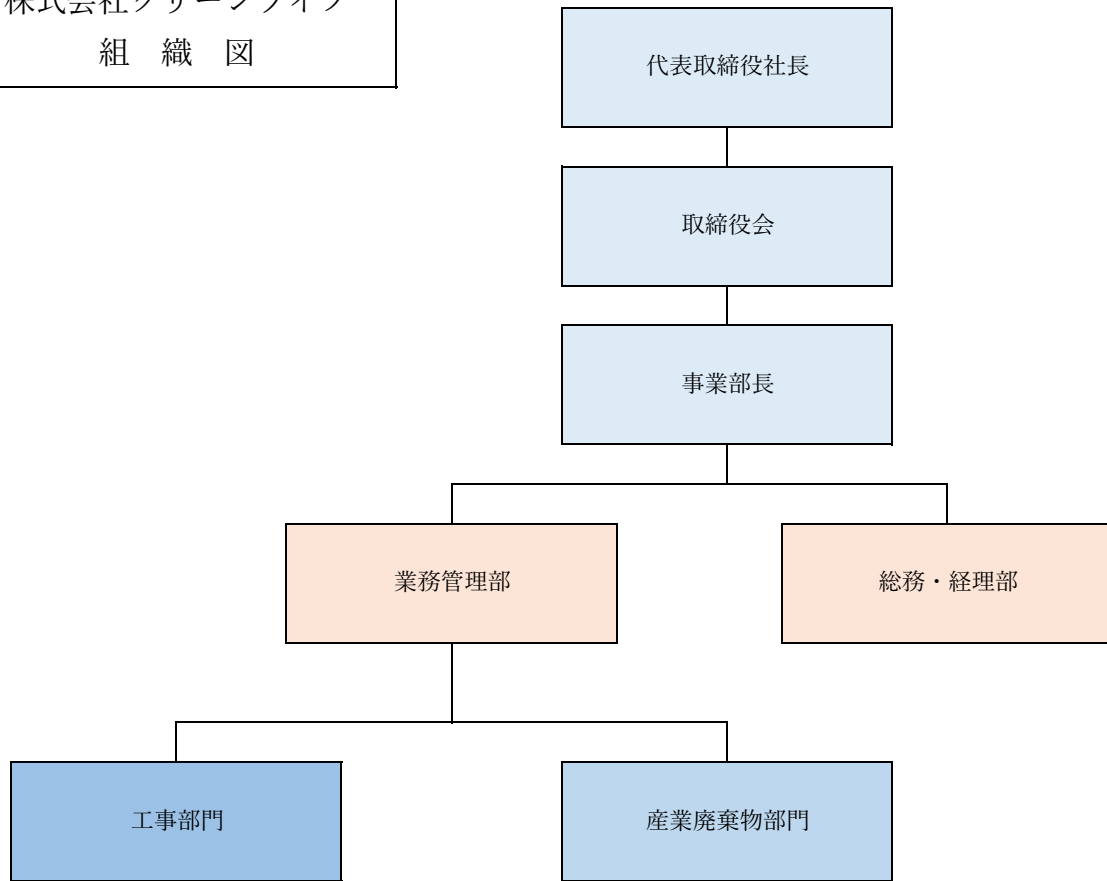 株式会社クリーンライフ
組 織 図
代表取締役社長
取締役会
事業部長
業務管理部
総務・経理部
工事部門
産業廃棄物部門